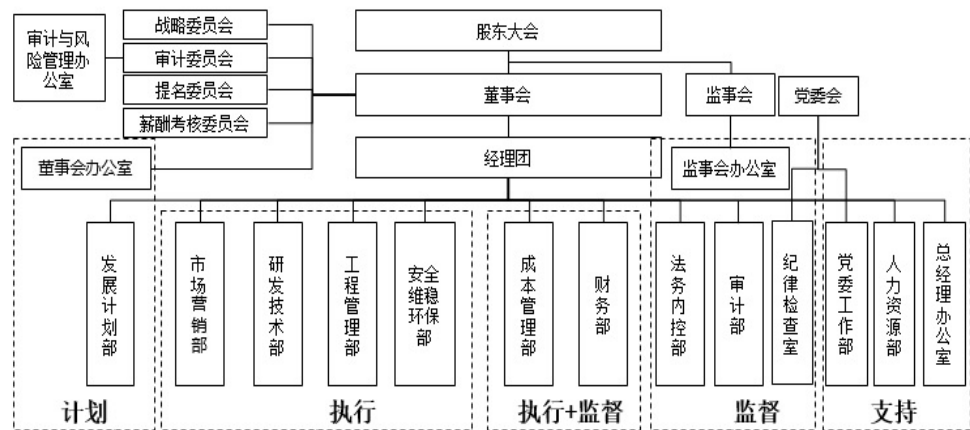 战略委员会
股东大会
审计与风
险管理办
公室
审计委员会
提名委员会
董事会
监事会
党委会
薪酬考核委员会
董事会办公室
经理团
监事会办公室
发展计划部
市场营销部
研发技术部
工程管理部
安全
维稳
环保
部
成本管理部
财务部
法务内控部
审计部
纪律检查室
党委工作部
人力资源部
总经理办公室
计划
执行
执行+监督
监督
支持